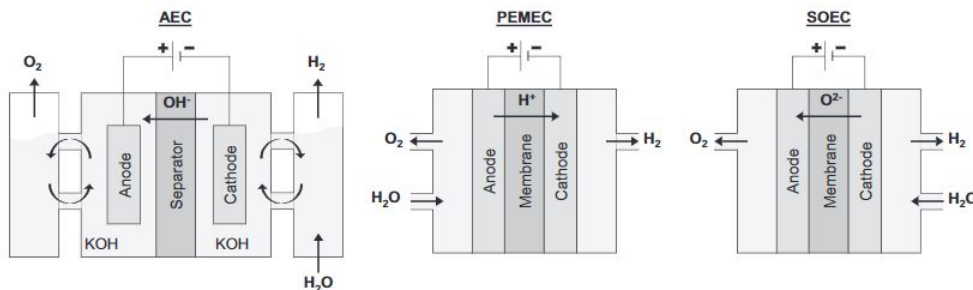 AEC
+ −
O₂
H₂
OH⁻
Anode
Separator
Cathode
KOH
KOH
H₂O
PEMEC
+ −
H⁺
O₂
H₂
H₂O
Anode
Membrane
Cathode
SOEC
+ −
O²⁻
O₂
H₂
H₂O
Anode
Membrane
Cathode